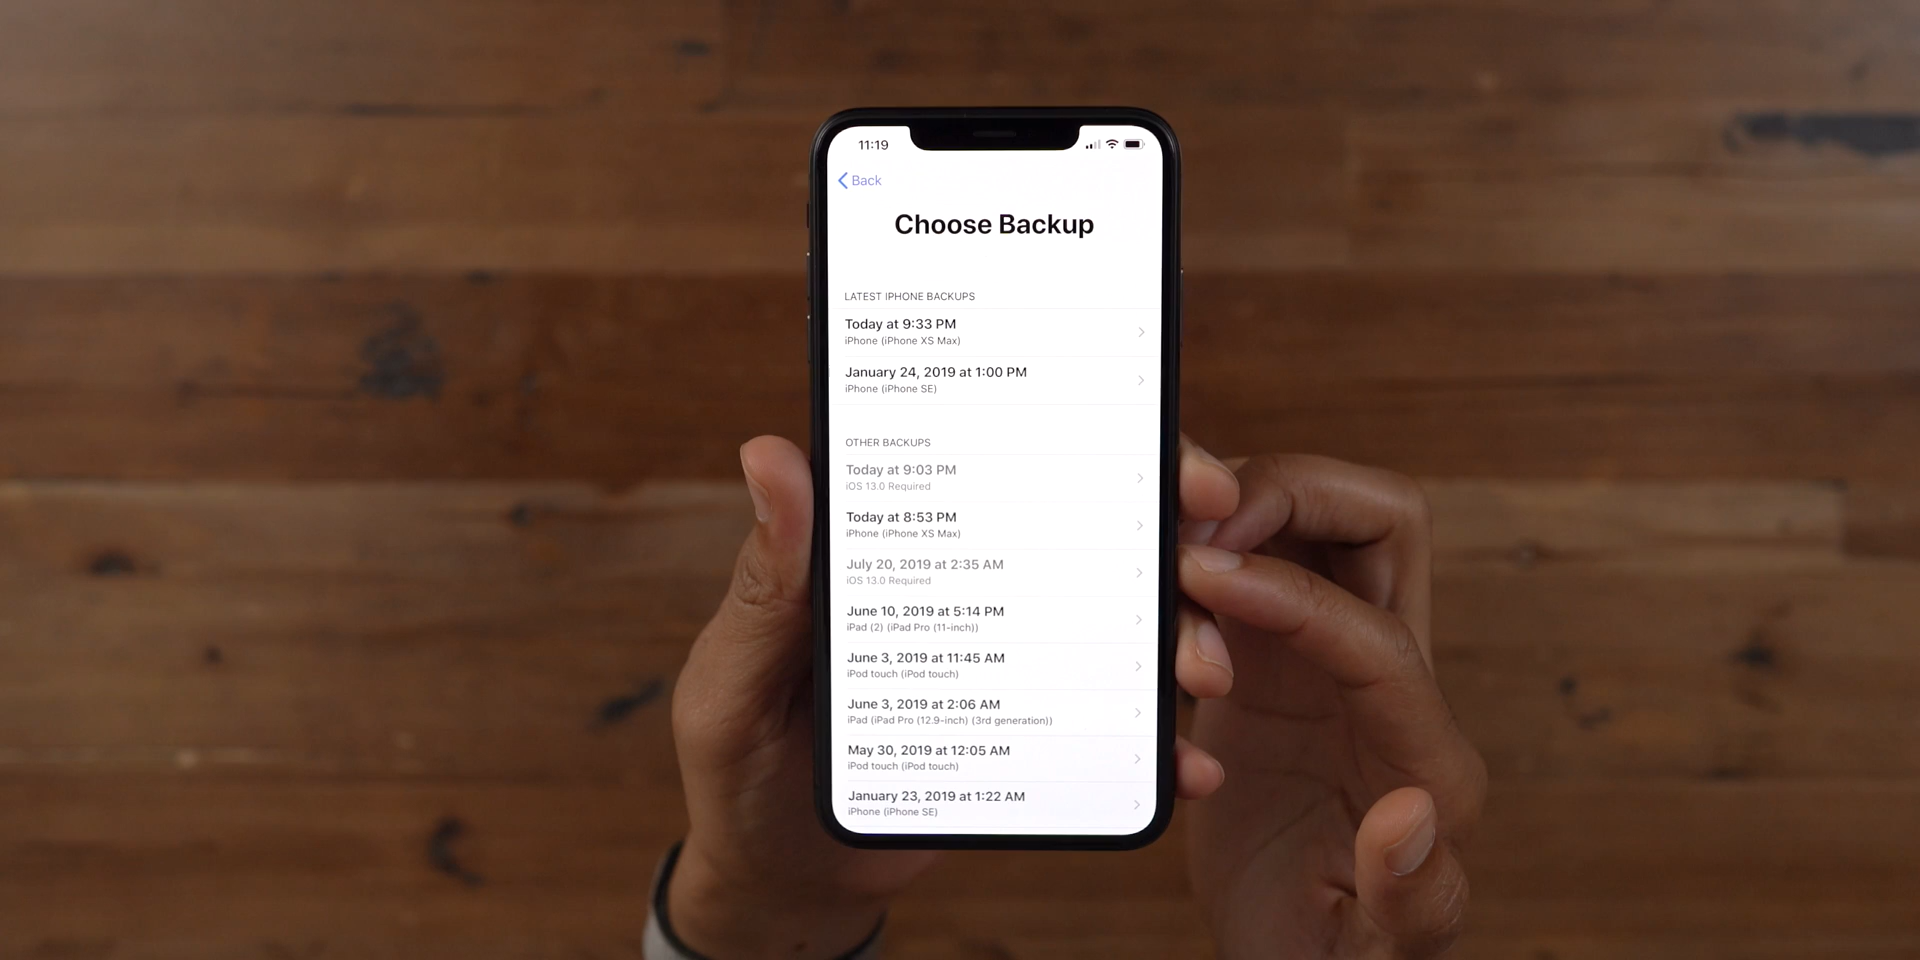 11:19
Back
Choose Backup
LATEST IPHONE BACKUPS
Today at 9:33 PM
iPhone (iPhone XS Max)
January 24, 2019 at 1:00 PM
iPhone (iPhone SE)
OTHER BACKUPS
Today at 9:03 PM
iOS 13.0 Required
Today at 8:53 PM
iPhone (iPhone XS Max)
July 20, 2019 at 2:35 AM
iOS 13.0 Required
June 10, 2019 at 5:14 PM
iPad (2) (iPad Pro (11-inch))
June 3, 2019 at 11:45 AM
iPod touch (iPod touch)
June 3, 2019 at 2:06 AM
iPad (iPad Pro (12.9-inch) (3rd generation))
May 30, 2019 at 12:05 AM
iPod touch (iPod touch)
January 23, 2019 at 1:22 AM
iPhone (iPhone SE)